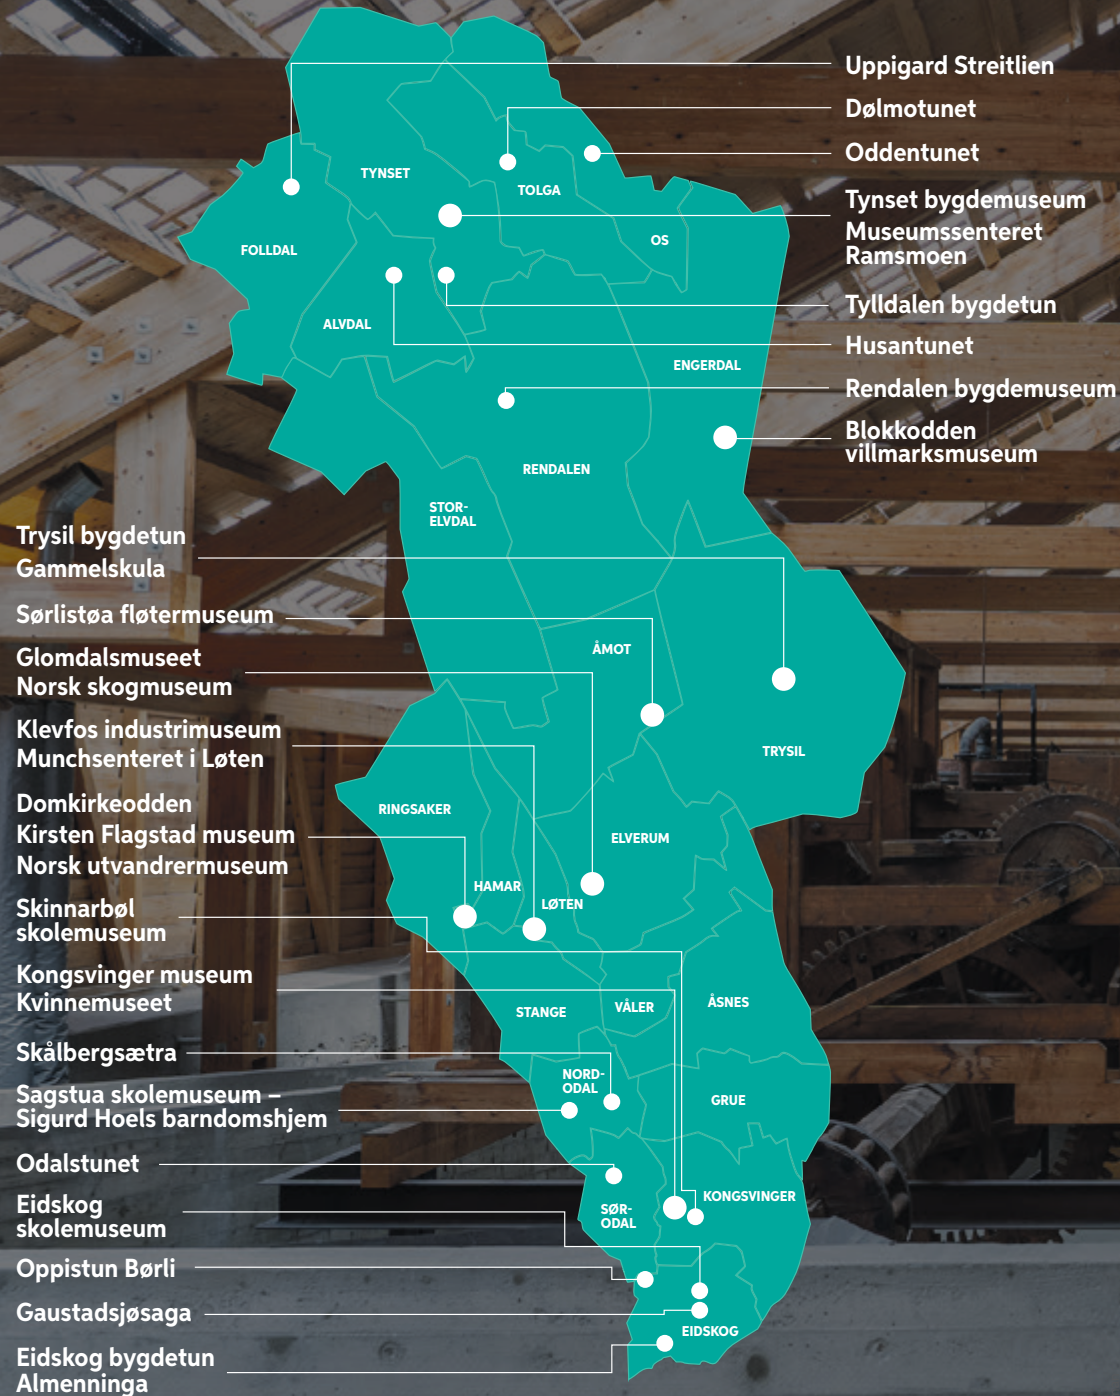 Uppigard Streitlien
Dølmotunet
Oddentunet
Tynset bygdemuseum
Museumssenteret
Ramsmoen
Tylldalen bygdetun
Husantunet
Rendalen bygdemuseum
Blokkodden
villmarksmuseum
TYNSET
TOLGA
FOLLDAL
OS
ALVDAL
ENGERDAL
RENDALEN
STOR-
ELVDAL
ÅMOT
TRYSIL
RINGSAKER
ELVERUM
HAMAR
LØTEN
STANGE
VÅLER
ÅSNES
NORD-
ODAL
GRUE
KONGSVINGER
SØR-
ODAL
EIDSKOG
Trysil bygdetun
Gammelskula
Sørlistøa fløtermuseum
Glomdalsmuseet
Norsk skogmuseum
Klevfos industrimuseum
Munchsenteret i Løten
Domkirkeodden
Kirsten Flagstad museum
Norsk utvandrermuseum
Skinnarbøl
skolemuseum
Kongsvinger museum
Kvinnemuseet
Skålbergsætra
Sagstua skolemuseum –
Sigurd Hoels barndomshjem
Odalstunet
Eidskog
skolemuseum
Oppistun Børli
Gaustadsjøsaga
Eidskog bygdetun
Almenninga